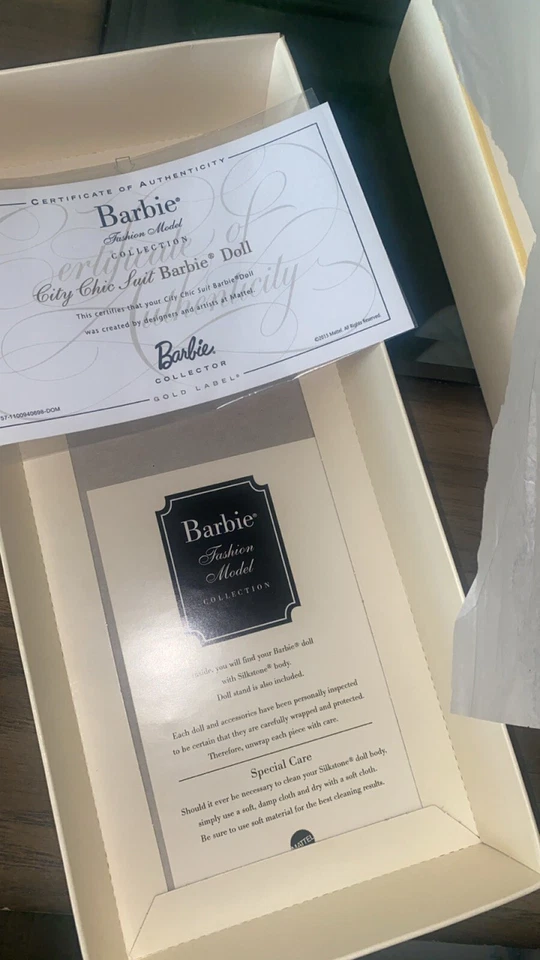 CERTIFICATE OF AUTHENTICITY
Barbie®
Fashion Model
COLLECTION
Certificate of
Authenticity
City Chic Suit Barbie® Doll
This certifies that your City Chic Suit Barbie® Doll
was created by designers and artists at Mattel.
Barbie.
COLLECTOR
GOLD LABEL®
57-1100940698-DOM
©2013 Mattel. All Rights Reserved.
Barbie®
Fashion
Model
COLLECTION
you will find your Barbie® doll
with Silkstone® body.
Doll stand is also included.
Each doll and accessories have been personally inspected
to be certain that they are carefully wrapped and protected.
Therefore, unwrap each piece with care.
Special Care
Should it ever be necessary to clean your Silkstone® doll body,
simply use a soft, damp cloth and dry with a soft cloth.
Be sure to use soft material for the best cleaning results.
MATTEL